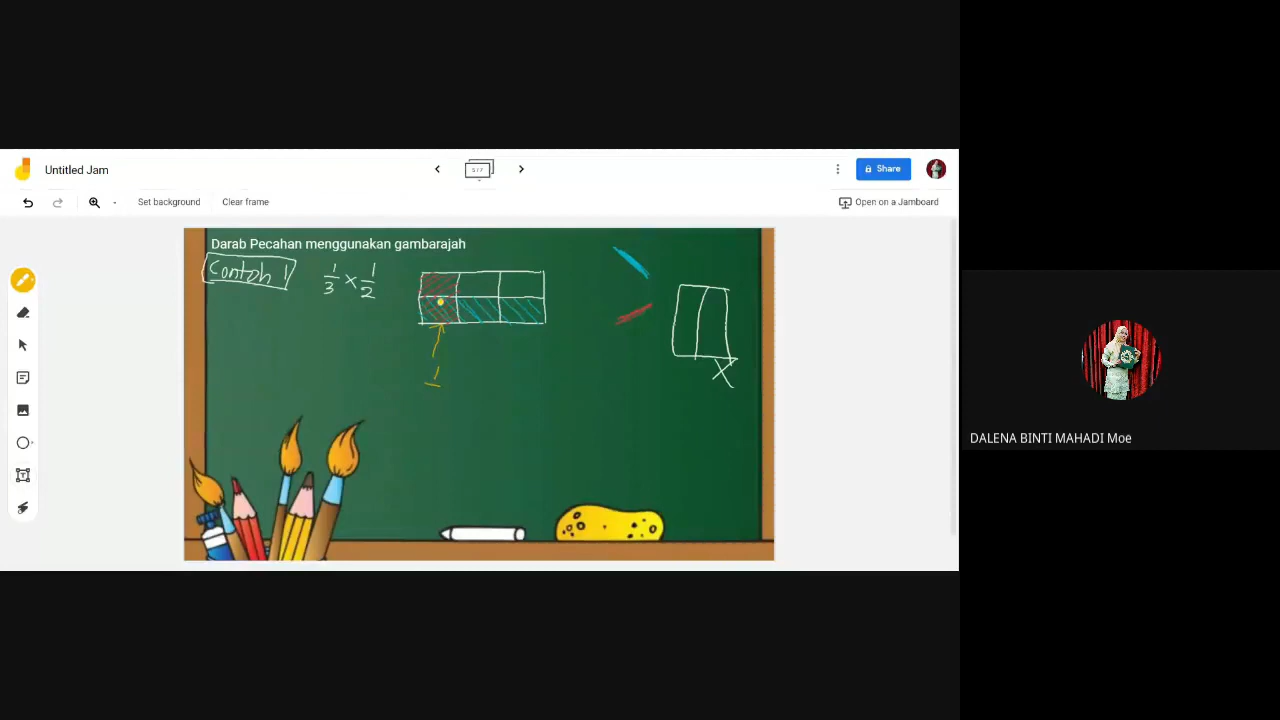 Untitled Jam
Share
Set background
Clear frame
Open on a Jamboard
Darab Pecahan menggunakan gambarajah
Contoh 1
1/3 × 1/2
1
X
DALENA BINTI MAHADI Moe